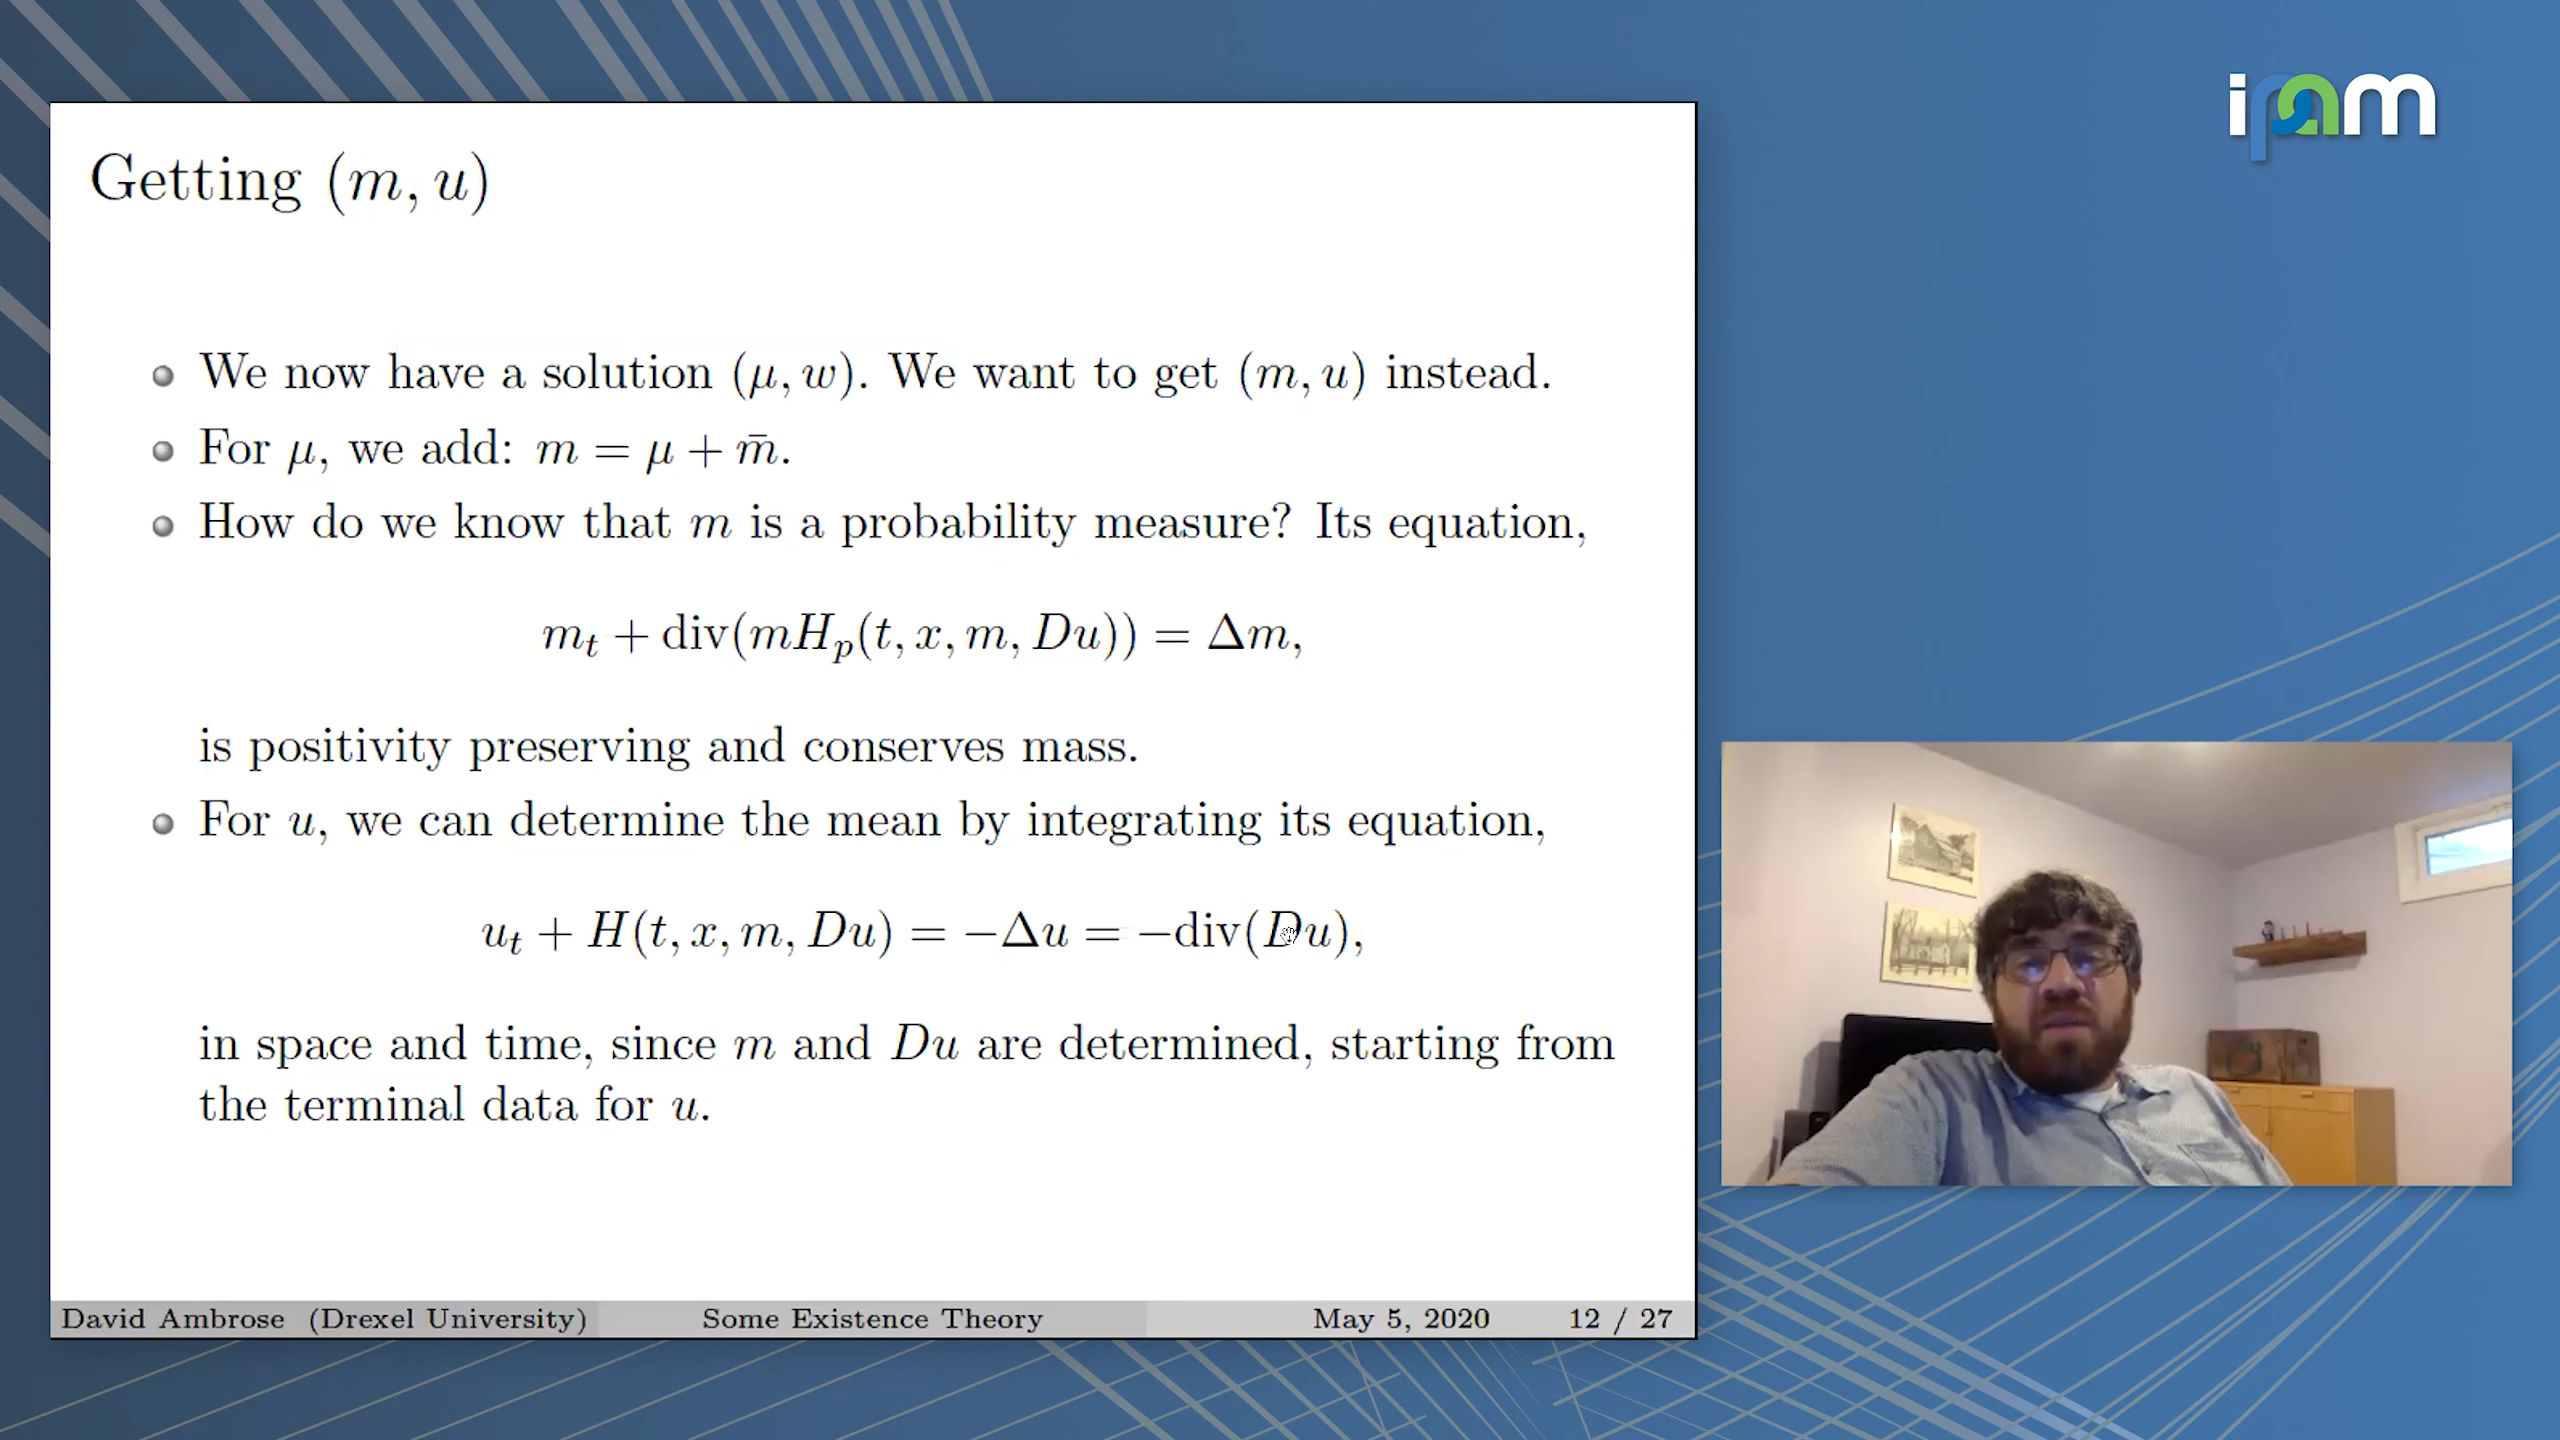 ipam
Getting (m, u)
We now have a solution (μ, w). We want to get (m, u) instead.
For μ, we add: m = μ + m̄.
How do we know that m is a probability measure? Its equation,
mₜ + div(mHₚ(t, x, m, Du)) = Δm,
is positivity preserving and conserves mass.
For u, we can determine the mean by integrating its equation,
uₜ + H(t, x, m, Du) = −Δu = −div(Du),
in space and time, since m and Du are determined, starting from
the terminal data for u.
David Ambrose (Drexel University) Some Existence Theory May 5, 2020 12 / 27